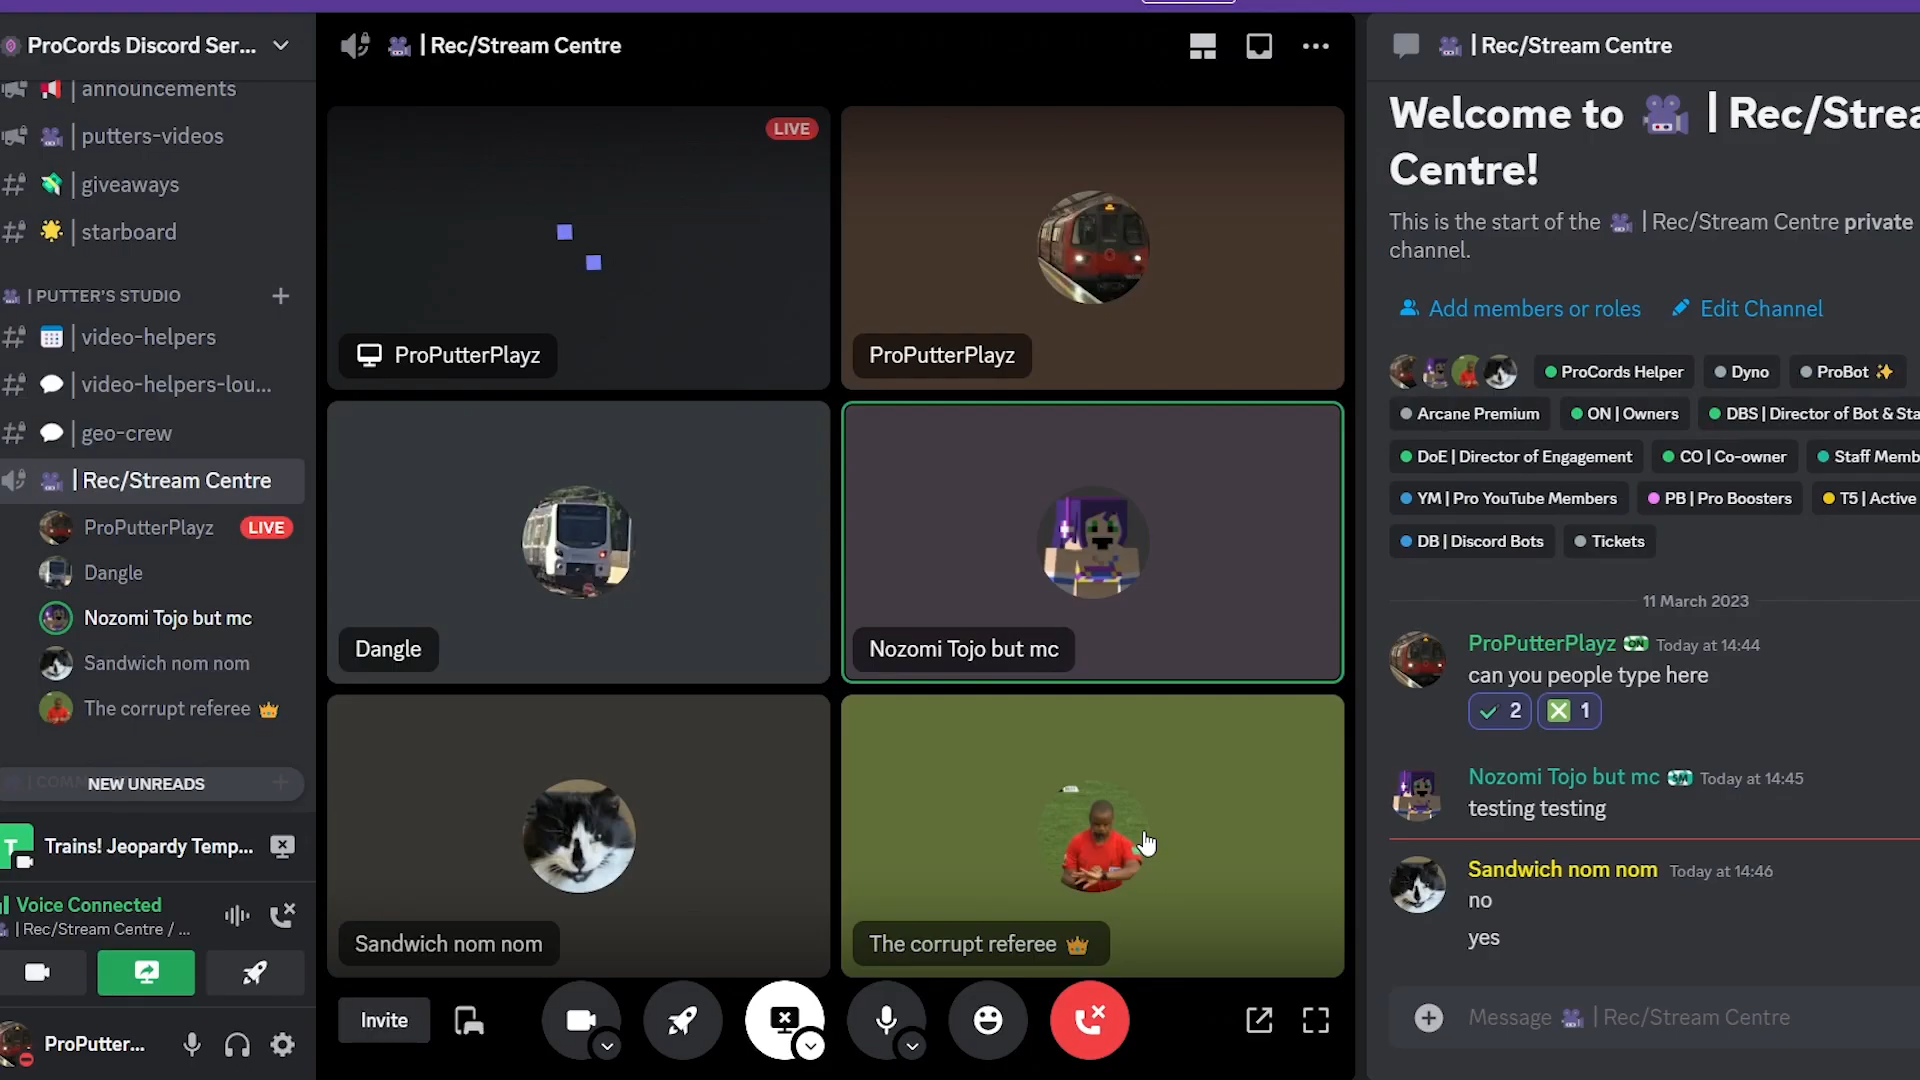 ProCords Discord Ser...
| announcements
| putters-videos
| giveaways
| starboard
| PUTTER'S STUDIO
| video-helpers
| video-helpers-lou...
| geo-crew
| Rec/Stream Centre
ProPutterPlayz LIVE
Dangle
Nozomi Tojo but mc
Sandwich nom nom
The corrupt referee
NEW UNREADS
Trains! Jeopardy Temp...
Voice Connected
| Rec/Stream Centre / ...
ProPutter...
| Rec/Stream Centre
LIVE
ProPutterPlayz
ProPutterPlayz
Dangle
Nozomi Tojo but mc
Sandwich nom nom
The corrupt referee
Invite
| Rec/Stream Centre
Welcome to | Rec/Strea
Centre!
This is the start of the | Rec/Stream Centre private
channel.
Add members or roles Edit Channel
ProCords Helper Dyno ProBot
Arcane Premium ON | Owners DBS | Director of Bot & Sta
DoE | Director of Engagement CO | Co-owner Staff Memb
YM | Pro YouTube Members PB | Pro Boosters T5 | Active
DB | Discord Bots Tickets
11 March 2023
ProPutterPlayz ON Today at 14:44
can you people type here
2 1
Nozomi Tojo but mc Today at 14:45
testing testing
Sandwich nom nom Today at 14:46
no
yes
Message | Rec/Stream Centre